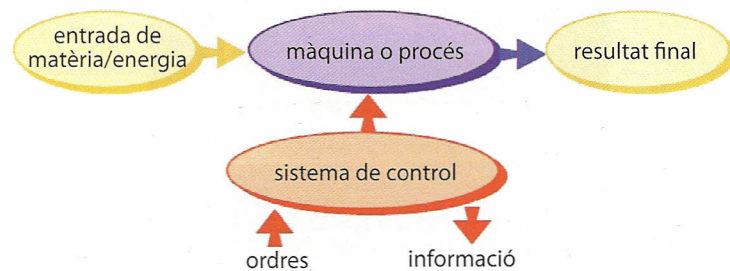 entrada de
matèria/energia
màquina o procés
resultat final
sistema de control
ordres
informació